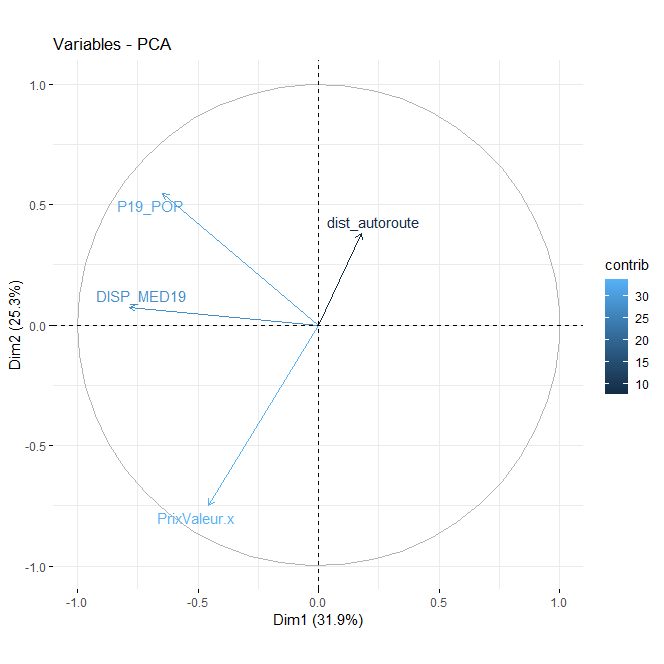 Variables - PCA
1.0
0.5
0.0
-0.5
-1.0
Dim2 (25.3%)
P19_POP
dist_autoroute
DISP_MED19
PrixValeur.x
-1.0
-0.5
0.0
0.5
1.0
Dim1 (31.9%)
contrib
30
25
20
15
10